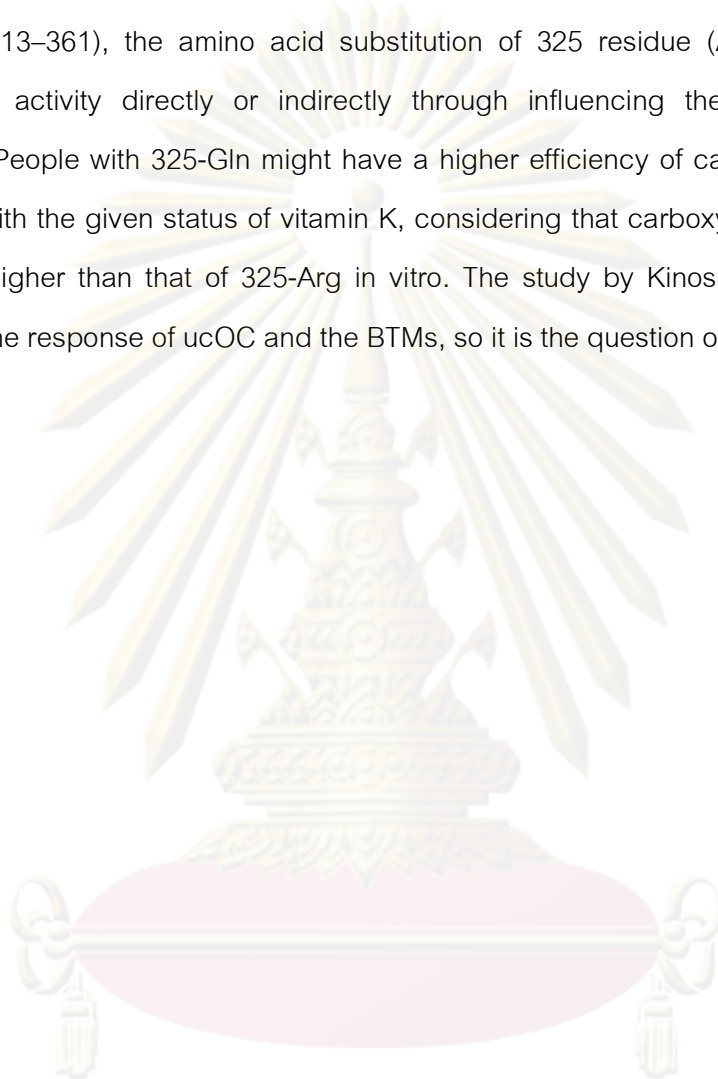 13–361), the amino acid substitution of 325 residue (
activity directly or indirectly through influencing the
People with 325-Gln might have a higher efficiency of ca
ith the given status of vitamin K, considering that carboxy
igher than that of 325-Arg in vitro. The study by Kinos
ne response of ucOC and the BTMs, so it is the question o